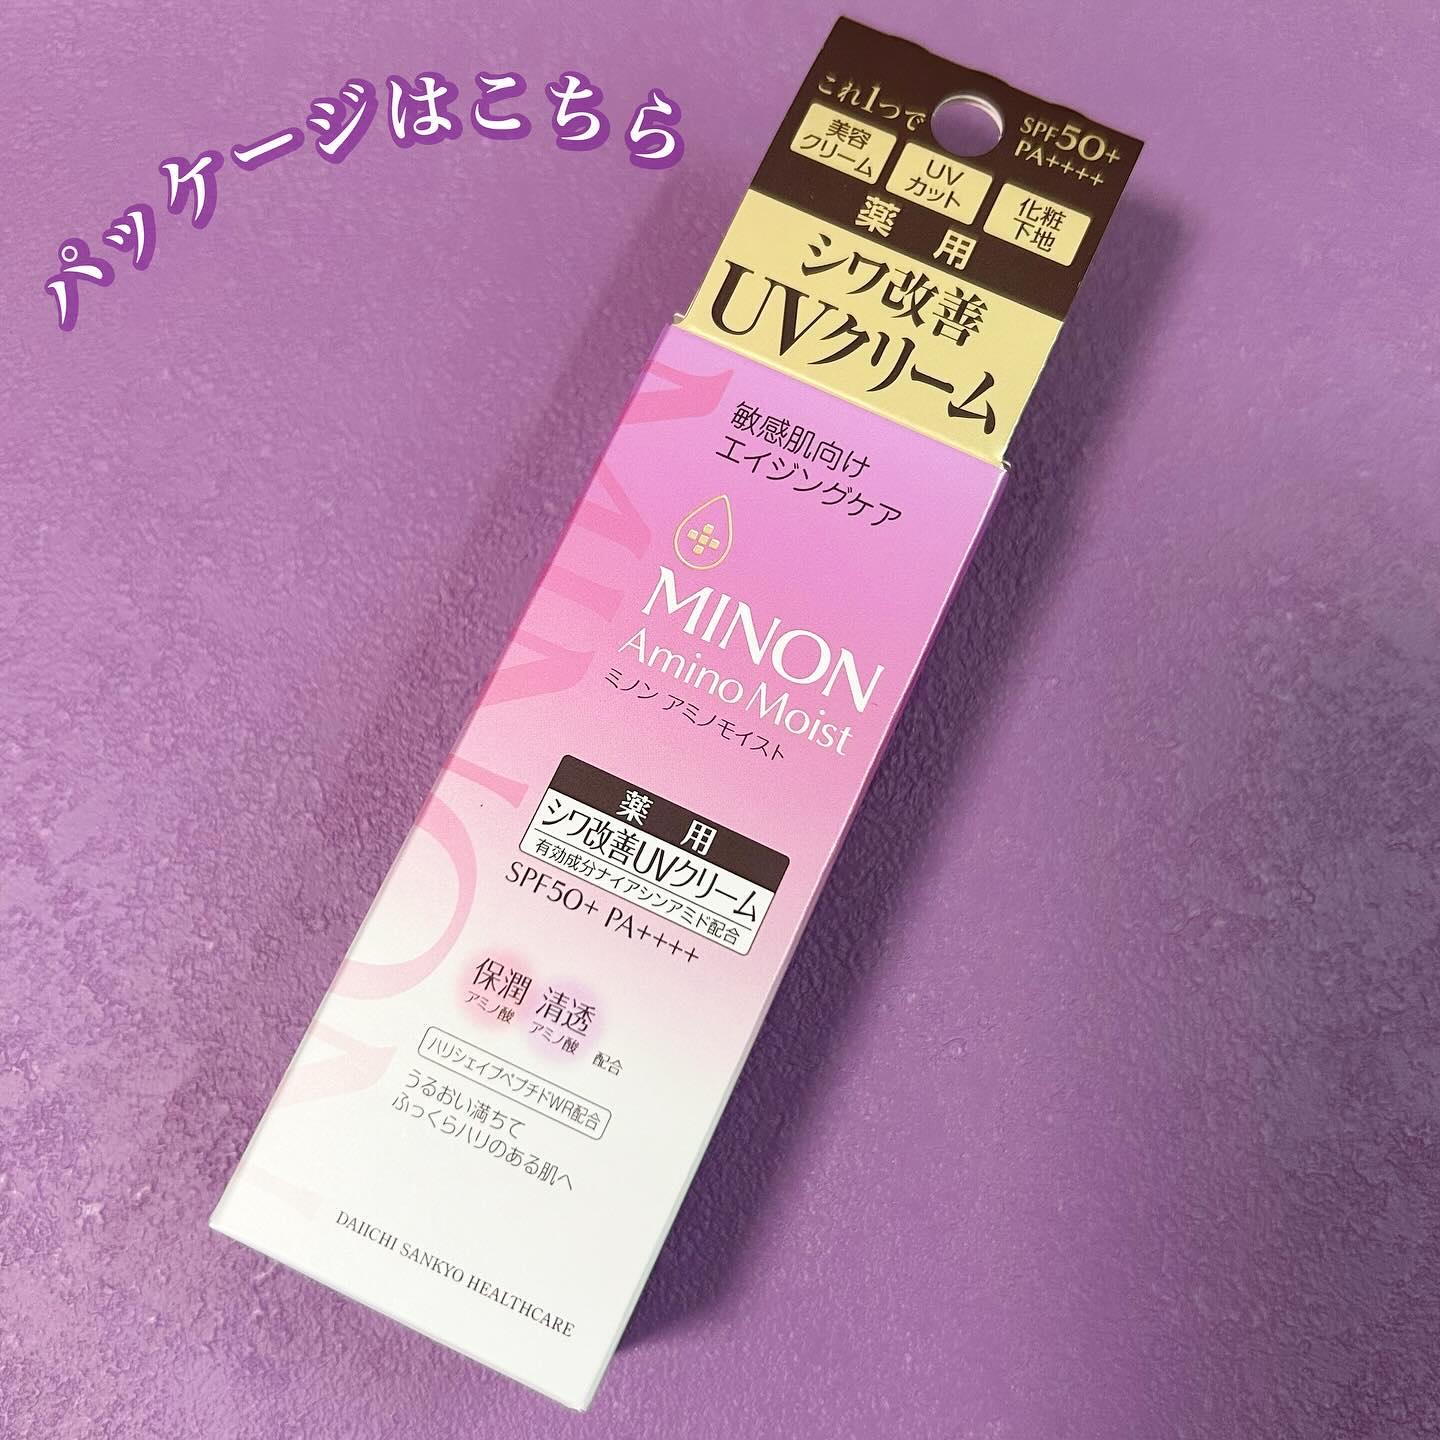 パッケージはこちら
これ1つで
SPF50+
PA++++
美容
クリーム
UV
カット
化粧
下地
薬用
シワ改善
UVクリーム
敏感肌向け
エイジングケア
MINON
Amino Moist
ミノン アミノモイスト
薬用
シワ改善UVクリーム
有効成分ナイアシンアミド配合
SPF50+ PA++++
保潤 清透
アミノ酸 アミノ酸 配合
ハリシェイプペプチドWR配合
うるおい満ちて
ふっくらハリのある肌へ
DAIICHI SANKYO HEALTHCARE
MINON